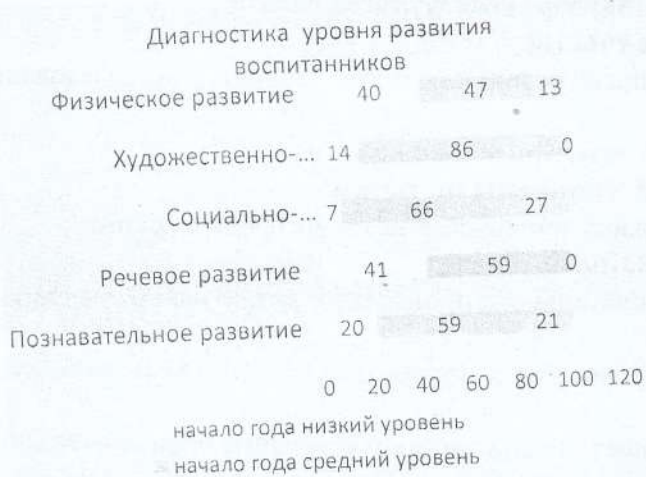 Диагностика уровня развития
воспитанников
Физическое развитие 40 47 13
Художественно-... 14 86 0
Социально-... 7 66 27
Речевое развитие 41 59 0
Познавательное развитие 20 59 21
0 20 40 60 80 100 120
начало года низкий уровень
начало года средний уровень